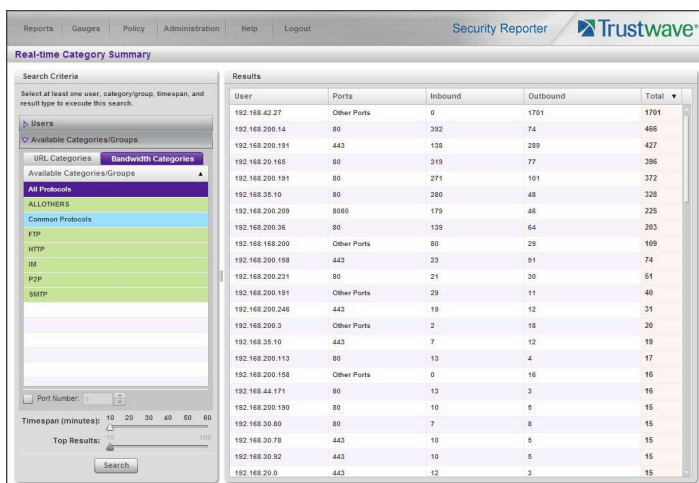 Reports Gauges Policy Administration Help Logout
Security Reporter Trustwave®
Real-time Category Summary
Search Criteria
Select at least one user, category/group, timespan, and
result type to execute this search.
Users
Available Categories/Groups
URL Categories Bandwidth Categories
Available Categories/Groups
All Protocols
ALLOTHERS
Common Protocols
FTP
HTTP
IM
P2P
SMTP
Port Number: 1
Timespan (minutes): 10 20 30 40 50 60
Top Results: 10 100
Search
Results
User Ports Inbound Outbound Total
192.168.42.27 Other Ports 0 1701 1701
192.168.200.14 80 392 74 466
192.168.200.191 443 138 289 427
192.168.20.165 80 319 77 396
192.168.200.191 80 271 101 372
192.168.35.10 80 280 48 328
192.168.200.209 8080 179 46 225
192.168.200.36 80 139 64 203
192.168.168.200 Other Ports 80 29 109
192.168.200.158 443 23 51 74
192.168.200.231 80 21 30 51
192.168.200.191 Other Ports 29 11 40
192.168.200.246 443 19 12 31
192.168.200.3 Other Ports 2 18 20
192.168.35.10 443 7 12 19
192.168.200.113 80 13 4 17
192.168.200.158 Other Ports 0 16 16
192.168.44.171 80 13 3 16
192.168.200.190 80 10 5 15
192.168.30.80 80 7 8 15
192.168.30.78 443 10 5 15
192.168.30.92 443 10 5 15
192.168.20.0 443 12 3 15